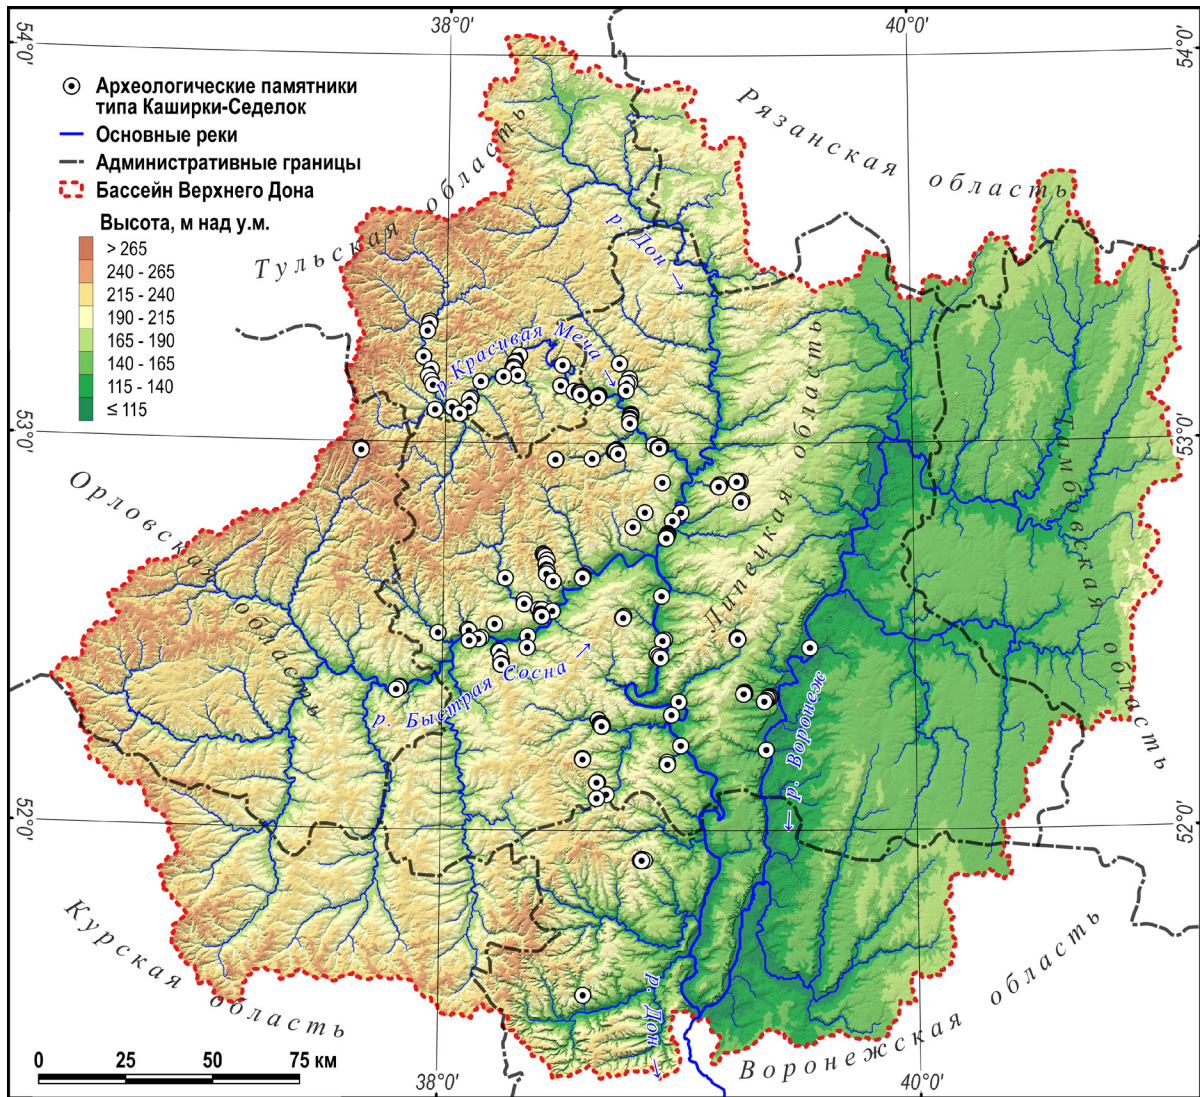 38°0'
40°0'
54°0'
54°0'
Археологические памятники
типа Каширки-Седелок
Основные реки
Административные границы
Бассейн Верхнего Дона
Высота, м над у.м.
> 265
240 - 265
215 - 240
190 - 215
165 - 190
140 - 165
115 - 140
≤ 115
Рязанская область
Тульская область
р. Дон →
р.Красивая Меча →
53°0'
53°0'
Орловская область
Липецкая область
Тамбовская область
р. Быстрая Сосна →
← р. Воронеж
52°0'
52°0'
Курская область
р. Дон →
Воронежская область
0 25 50 75 км
38°0'
40°0'